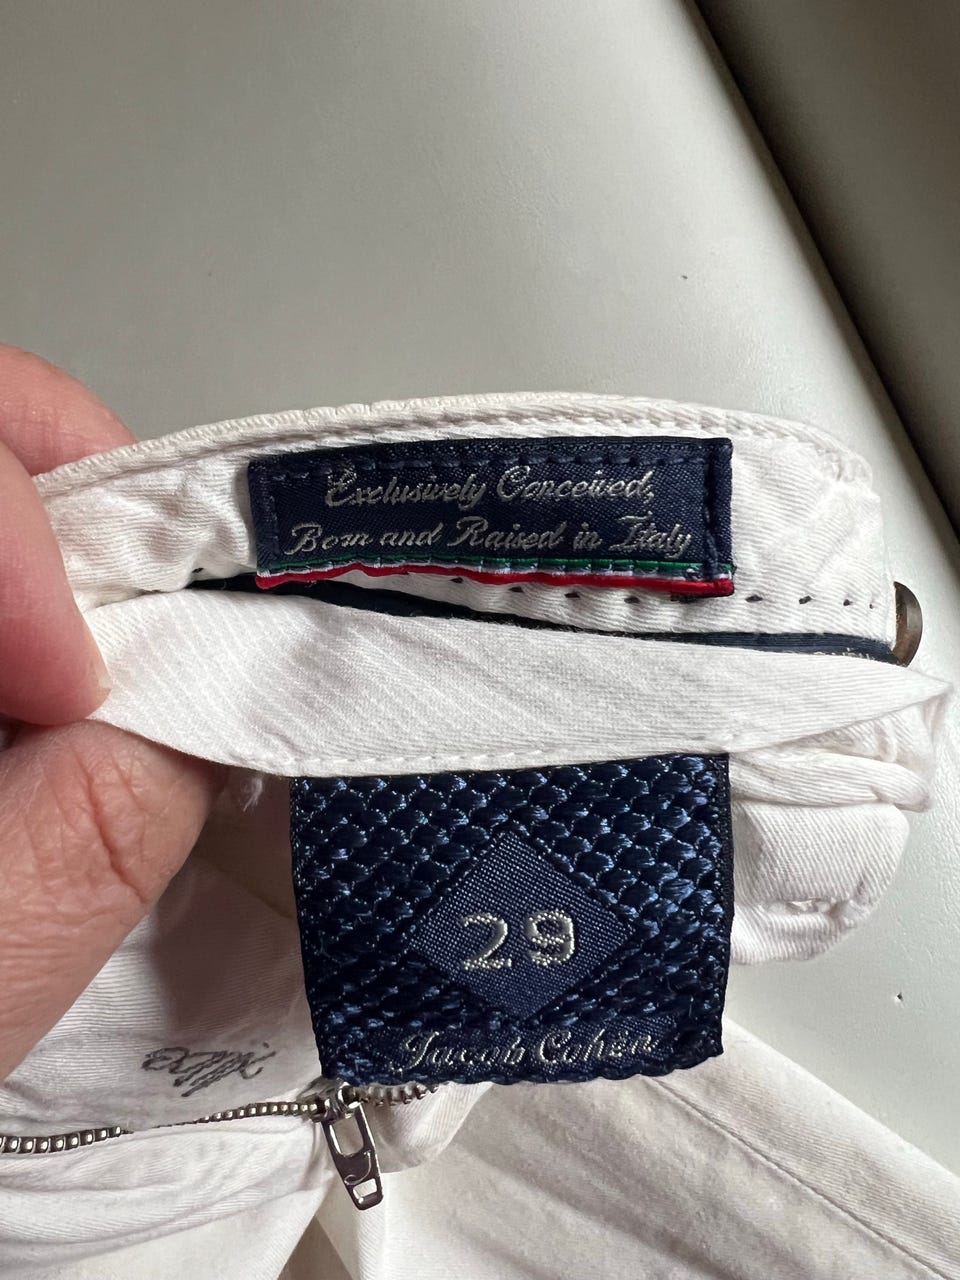 Exclusively Conceived,
Born and Raised in Italy
29
Jacob Cohën
J